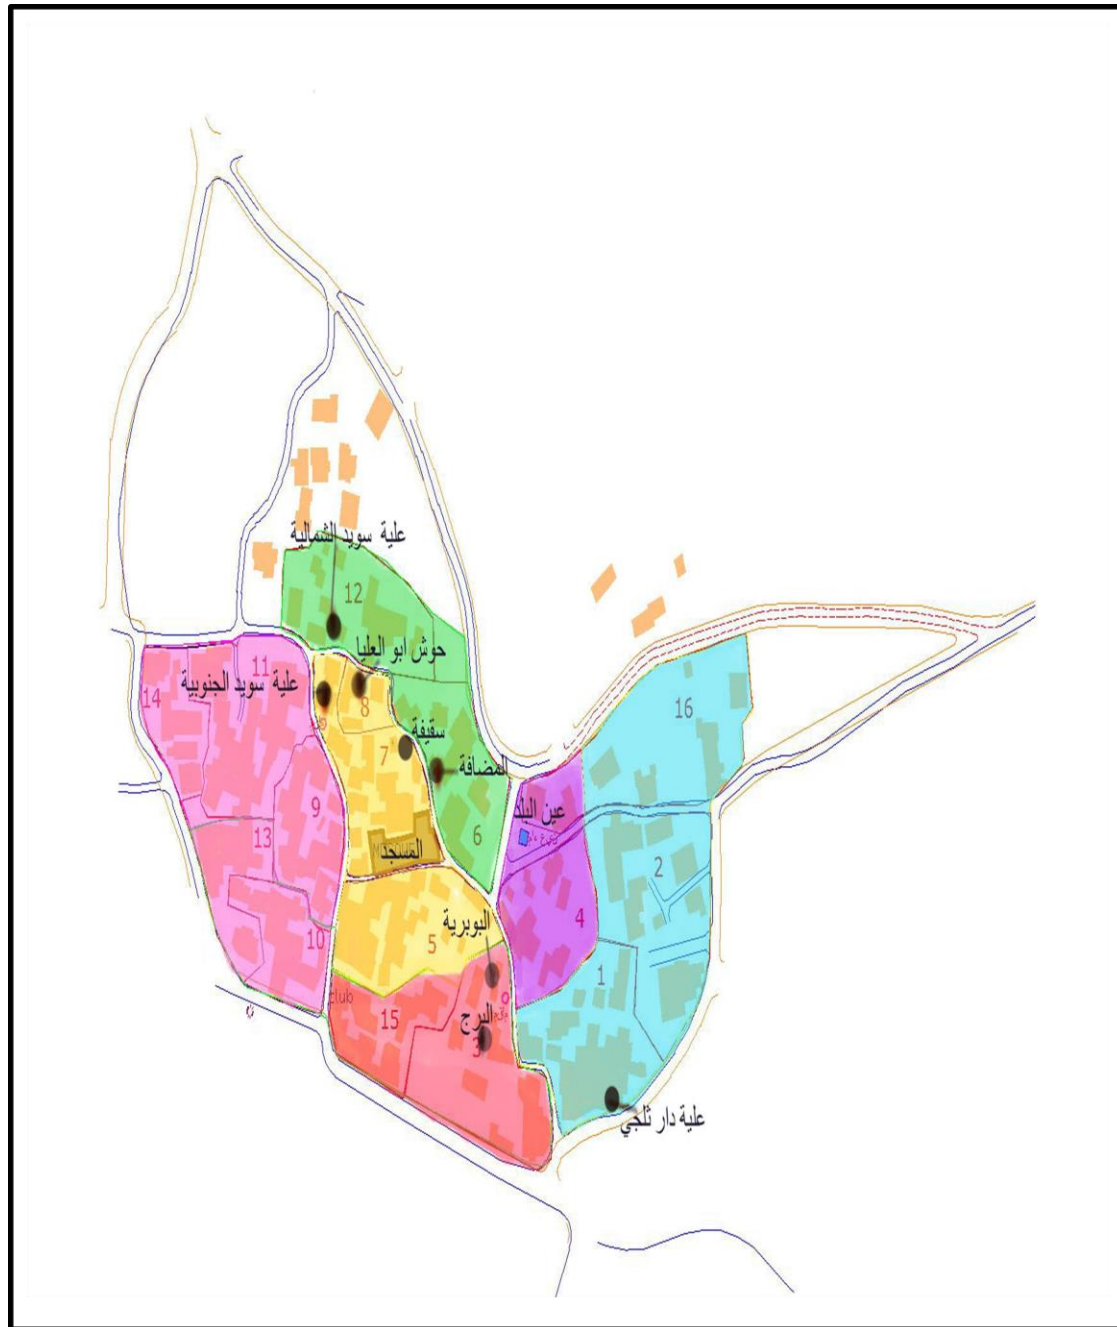 علية سويد الشمالية
12
حوش ابو العليا
11
علية سويد الجنوبية
14
8
16
سقيفة
7
المضافة
عين البلد
9
6
13
المسجد
2
البوبرية
4
10
5
1
club
15
البرج
3
علية دار ثلجي